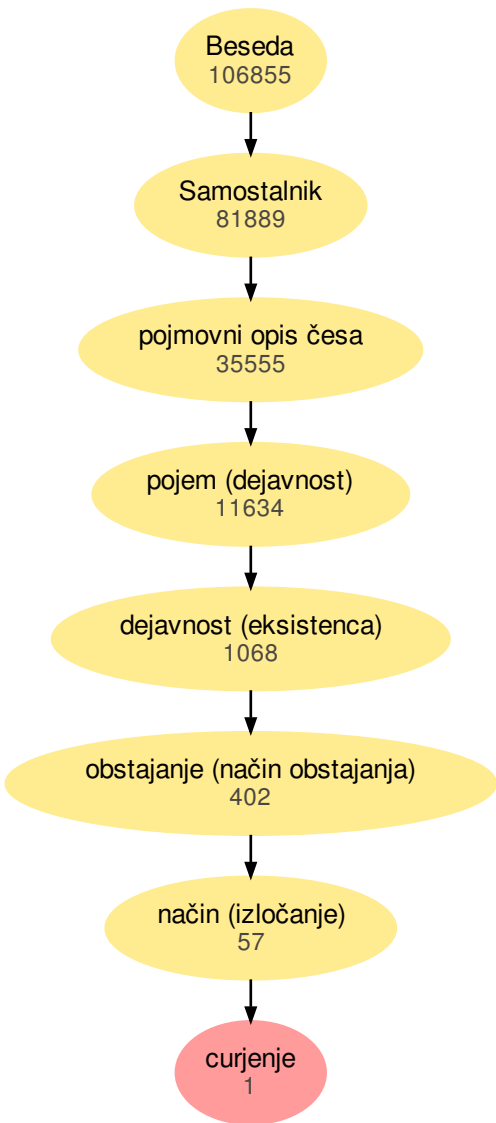 Beseda
106855
Samostalnik
81889
pojmovni opis česa
35555
pojem (dejavnost)
11634
dejavnost (eksistenca)
1068
obstajanje (način obstajanja)
402
način (izločanje)
57
curjenje
1